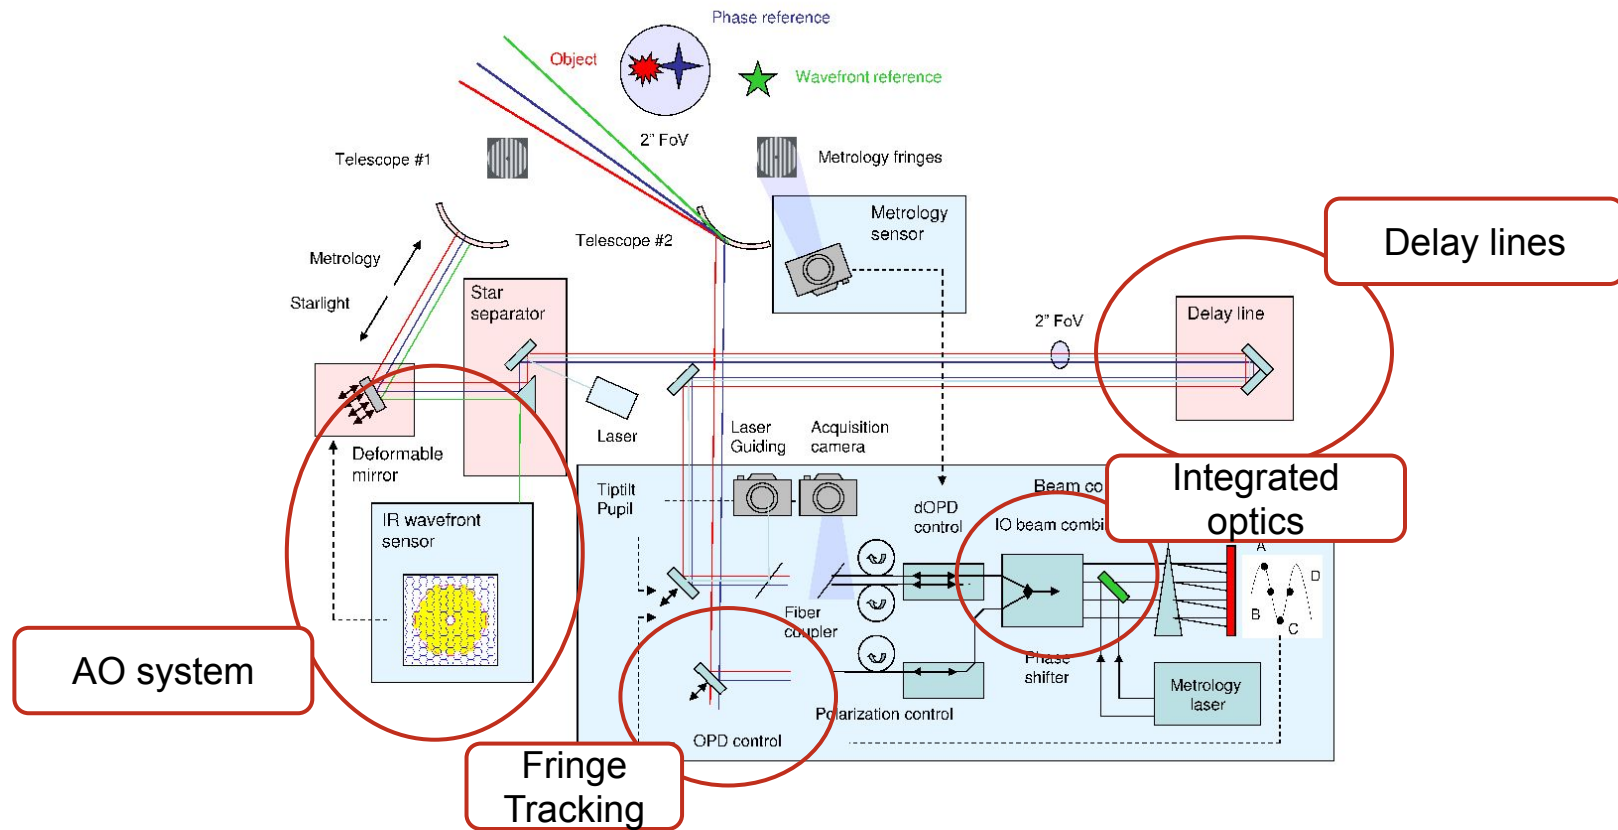 Phase reference
Object
Wavefront reference
2" FoV
Telescope #1
Metrology fringes
Telescope #2
Metrology
sensor
Delay lines
Metrology
Starlight
Star
separator
2" FoV
Delay line
Laser
Deformable
mirror
Laser
Guiding
Acquisition
camera
Tiptilt
Pupil
dOPD
control
Beam co
Integrated
optics
IO beam combi
IR wavefront
sensor
A
D
B
C
Fiber
coupler
Phase
shifter
Metrology
laser
AO system
Polarization control
OPD control
Fringe
Tracking